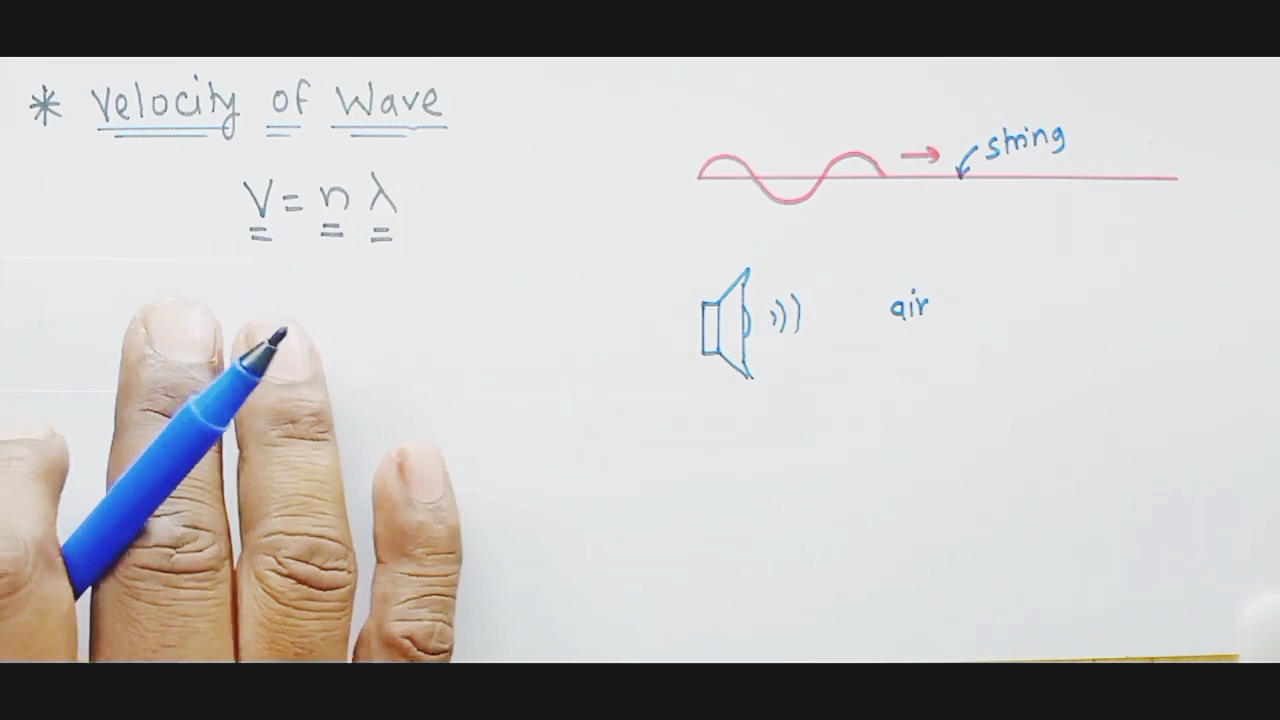 * Velocity of Wave
V = n λ
string
air